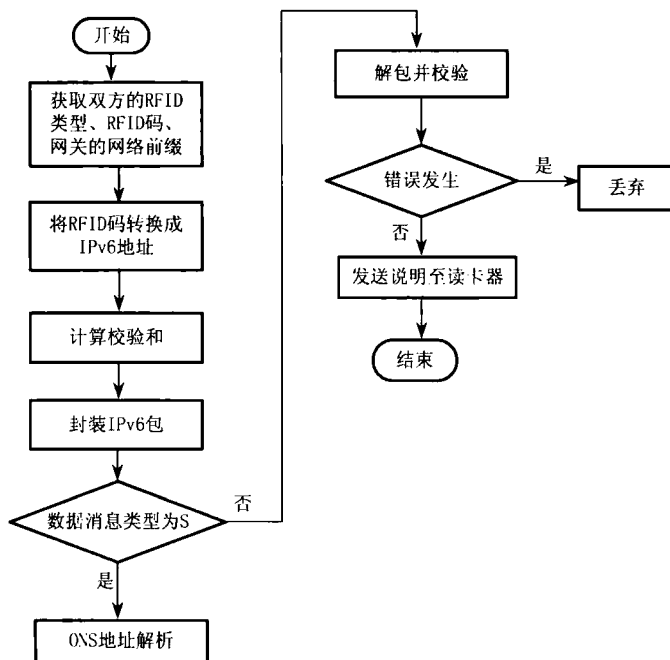 开始
获取双方的RFID
类型、RFID码、
网关的网络前缀
将RFID码转换成
IPv6地址
计算校验和
封装IPv6包
数据消息类型为S
否
是
ONS地址解析
解包并校验
错误发生
是
丢弃
否
发送说明至读卡器
结束